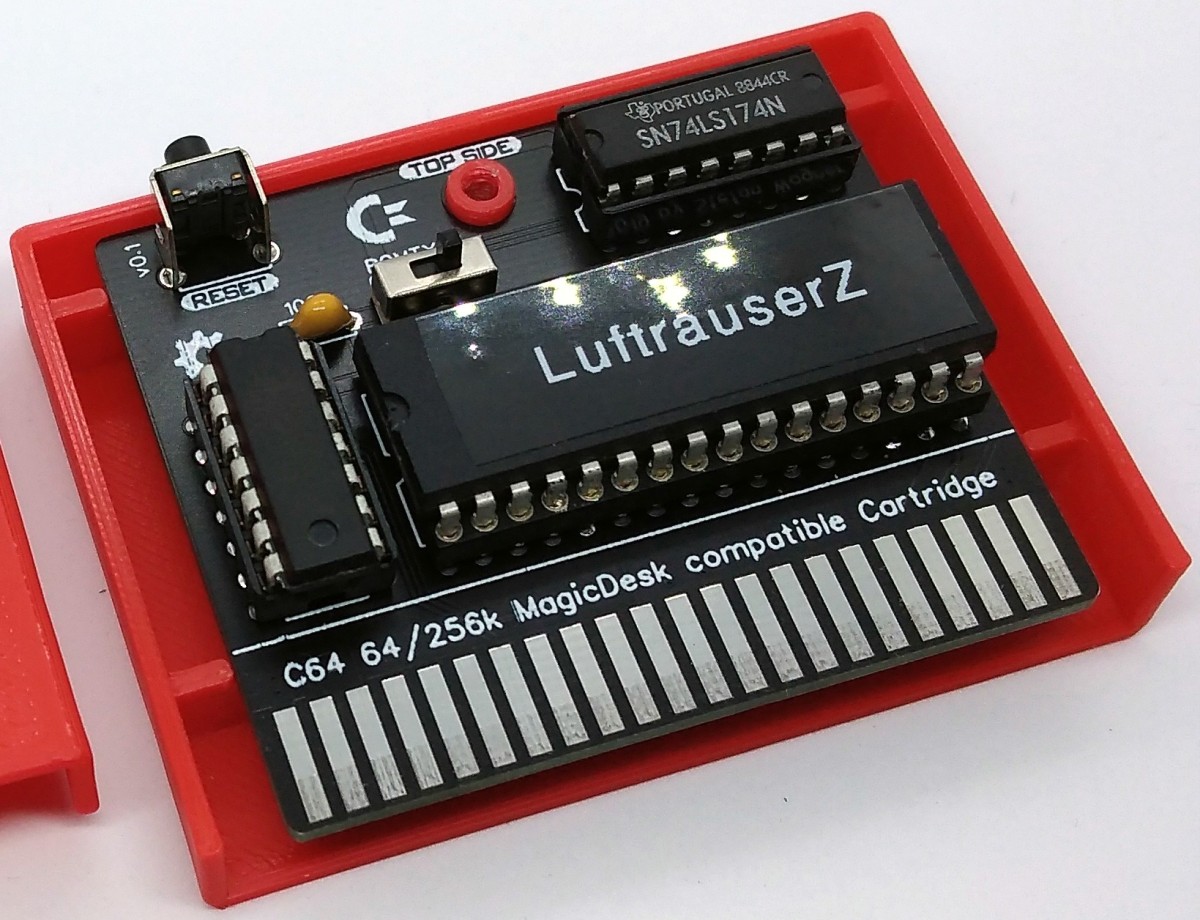 PORTUGAL 8844CR
SN74LS174N
TOP SIDE
v0.1
RESET
LuftrauserZ
C64 64/256k MagicDesk compatible Cartridge